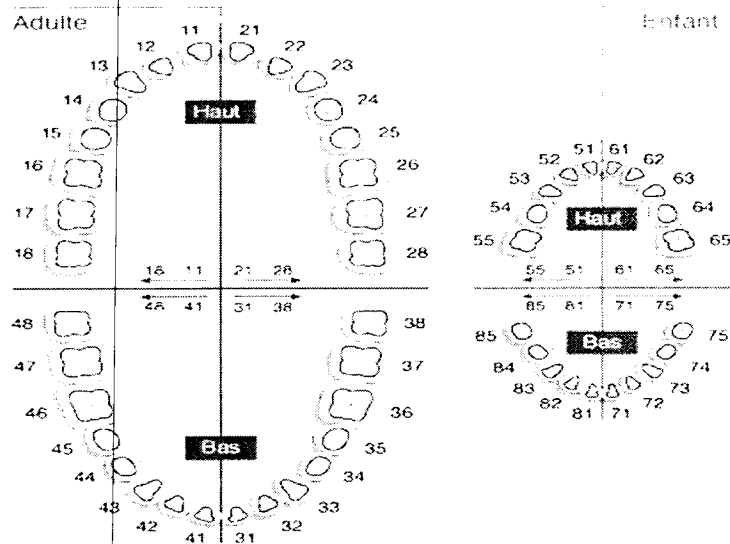 Adulte
Enfant
11 21
12 22
13 23
14 24
Haut
15 25
16 26
17 27
18 28
18 11 21 28
48 41 31 38
48 38
47 37
46 36
45 35
Bas
44 34
43 33
42 32
41 31
51 61
52 62
53 63
54 64
Haut
55 65
55 51 61 65
85 81 71 75
85 75
Bas
84 74
83 73
82 72
81 71